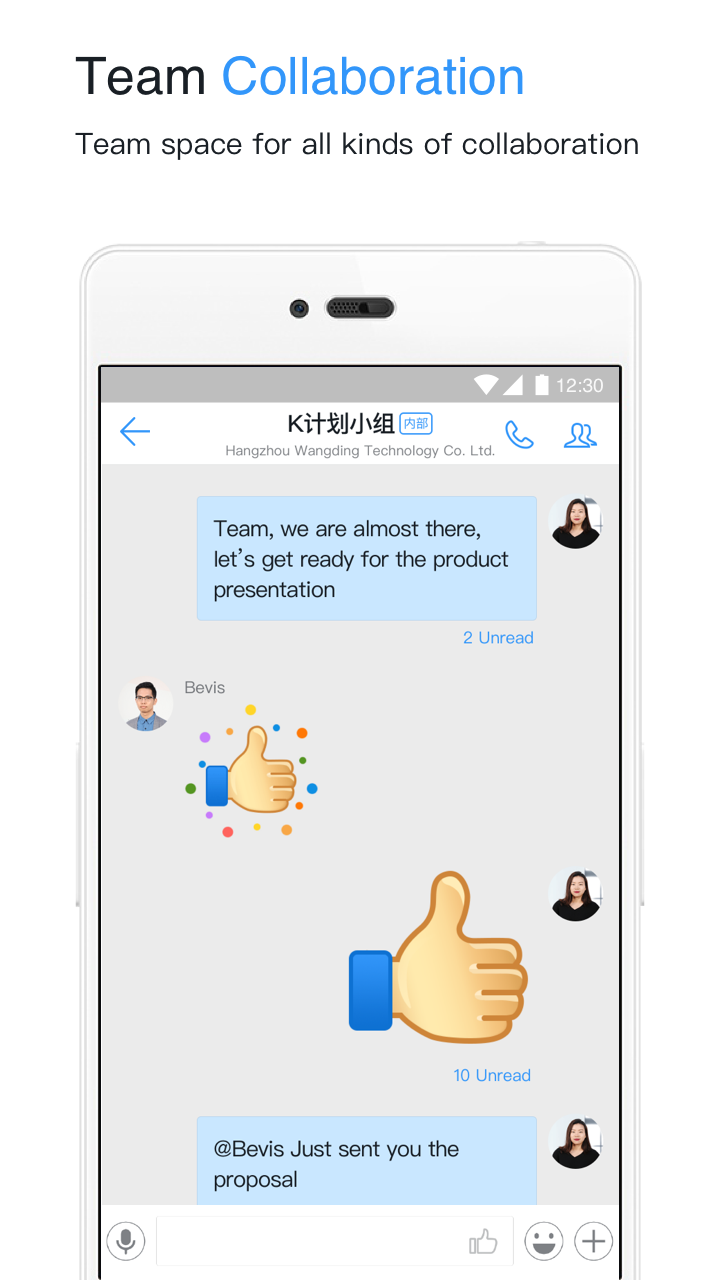 Team Collaboration
Team space for all kinds of collaboration
12:30
K计划小组 内部
Hangzhou Wangding Technology Co. Ltd.
Team, we are almost there,
let's get ready for the product
presentation
2 Unread
Bevis
10 Unread
@Bevis Just sent you the
proposal